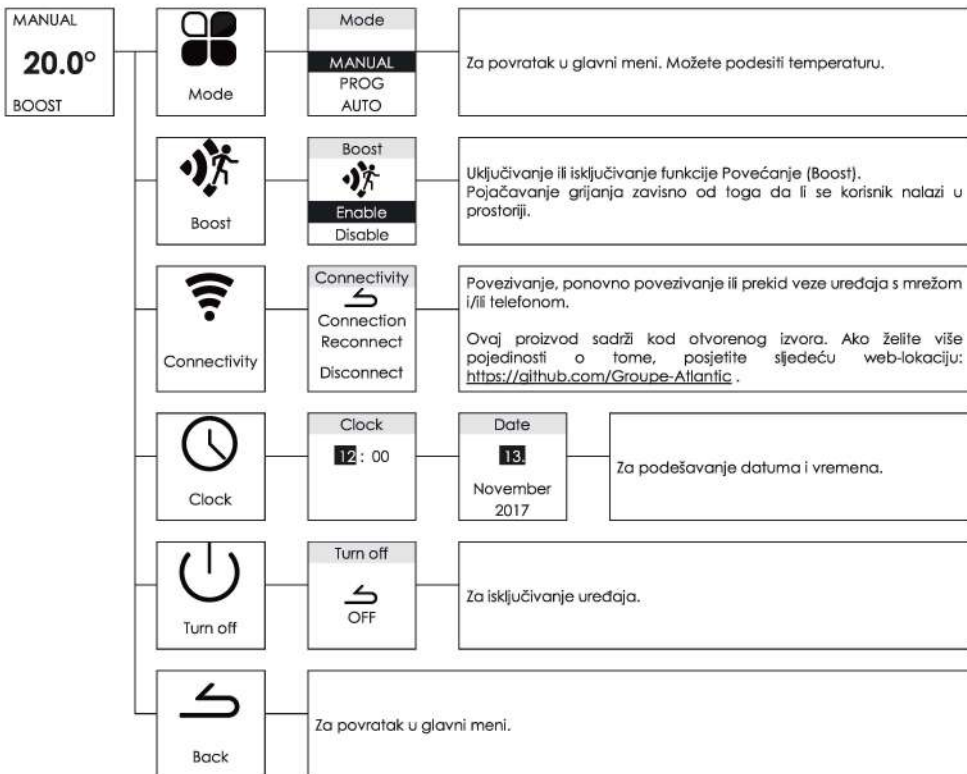 MANUAL
20.0°
BOOST
Mode
Mode
MANUAL
PROG
AUTO
Za povratak u glavni meni. Možete podesiti temperaturu.
Boost
Boost
Enable
Disable
Uključivanje ili isključivanje funkcije Povećanje (Boost).
Pojačavanje grijanja zavisno od toga da li se korisnik nalazi u
prostoriji.
Connectivity
Connectivity
Connection
Reconnect
Disconnect
Povezivanje, ponovno povezivanje ili prekid veze uređaja s mrežom
i/ili telefonom.
Ovaj proizvod sadrži kod otvorenog izvora. Ako želite više
pojedinosti o tome, posjetite sljedeću web-lokaciju:
https://github.com/Groupe-Atlantic .
Clock
Clock
12 : 00
Date
13.
November
2017
Za podešavanje datuma i vremena.
Turn off
Turn off
OFF
Za isključivanje uređaja.
Back
Za povratak u glavni meni.